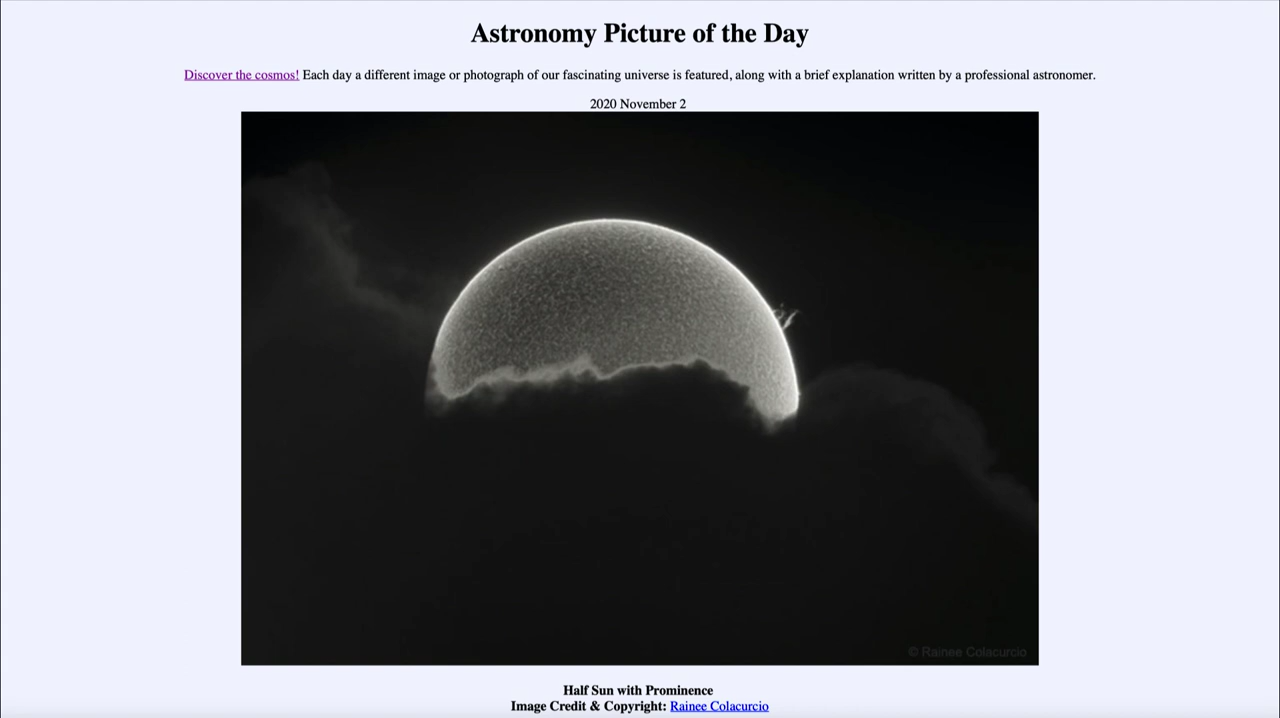 Astronomy Picture of the Day
Discover the cosmos! Each day a different image or photograph of our fascinating universe is featured, along with a brief explanation written by a professional astronomer.
2020 November 2
© Rainee Colacurcio
Half Sun with Prominence
Image Credit & Copyright: Rainee Colacurcio